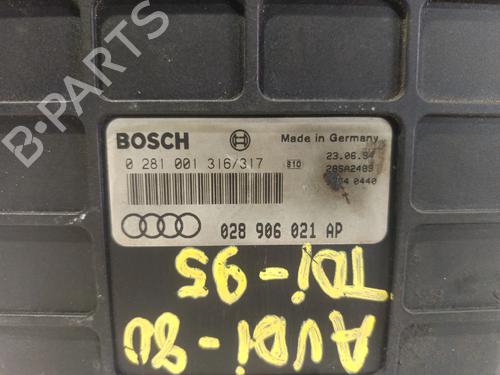 B-PARTS
BOSCH
Made in Germany
0 281 001 316/317
810
23.06.94
28SA2489
0440
028 906 021 AP
TDi-95
AUDi-80